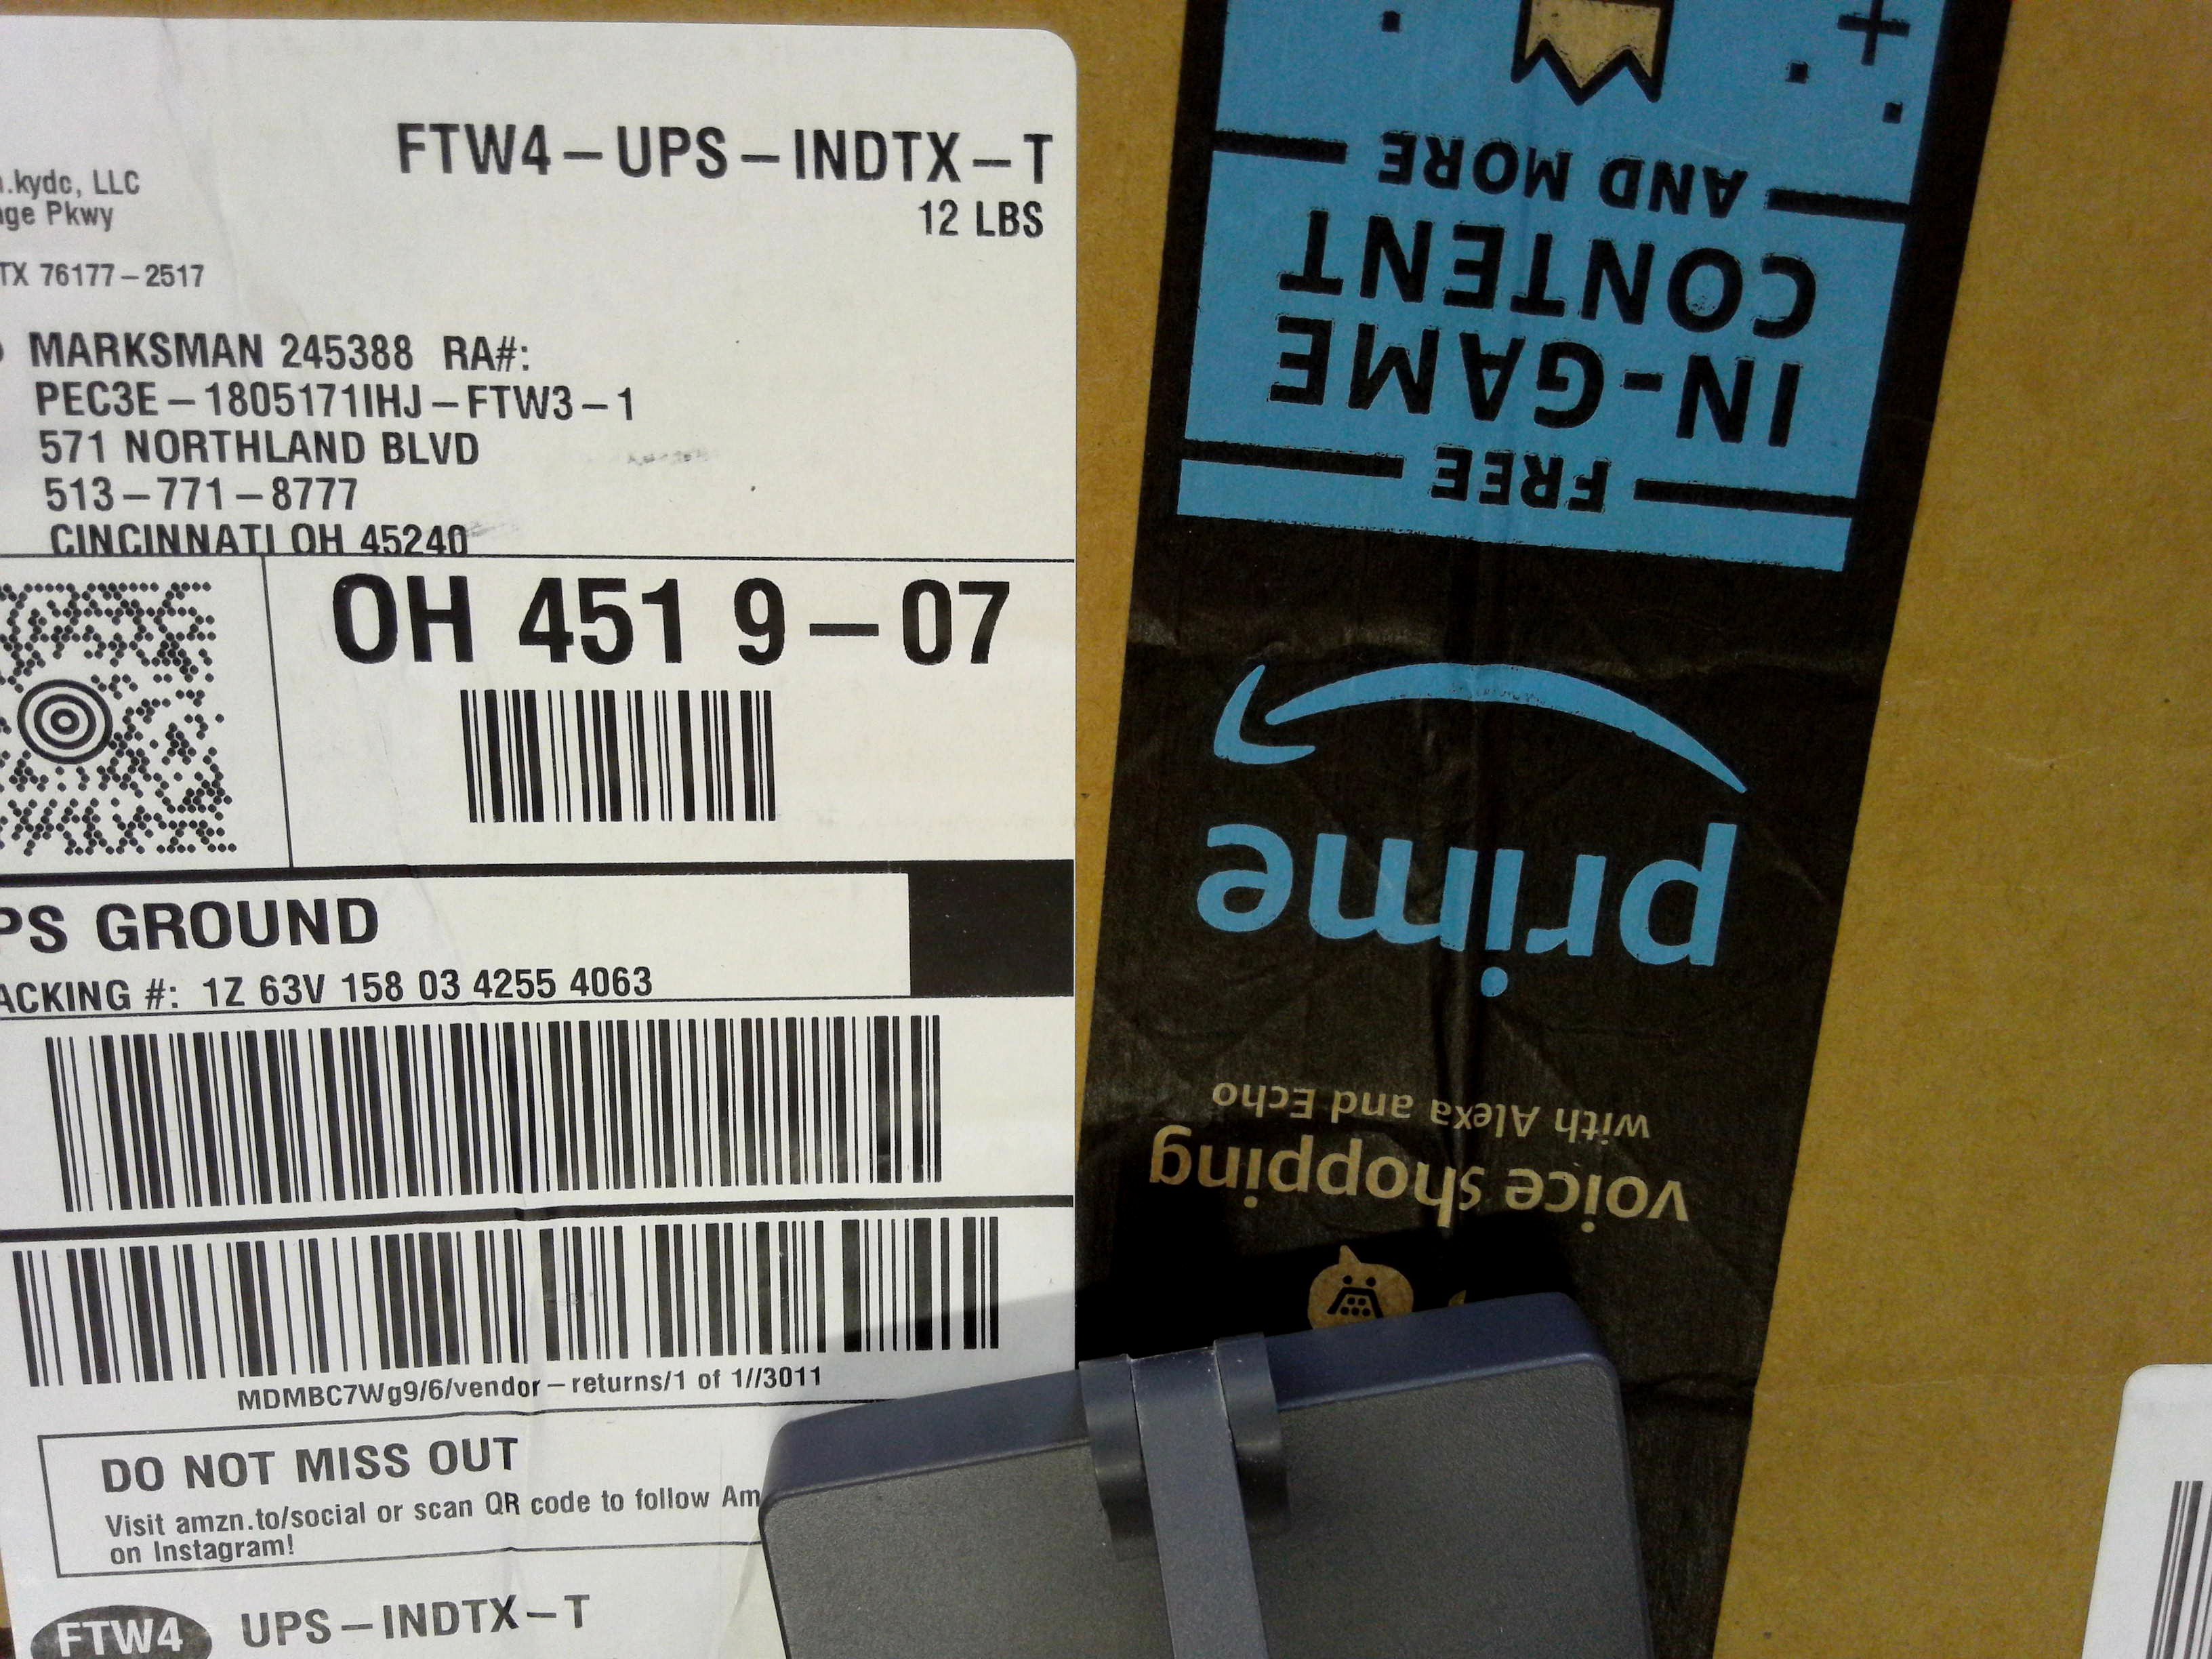 FTW4-UPS-INDTX-T
12 LBS
.kydc, LLC
Pkwy
TX 76177-2517
MARKSMAN 245388 RA#:
PEC3E-1805171IHJ-FTW3-1
571 NORTHLAND BLVD
513-771-8777
CINCINNATI OH 45240
OH 451 9-07
PS GROUND
ACKING #: 1Z 63V 158 03 4255 4063
MDMBC7Wg9/6/vendor-returns/1 of 1//3011
DO NOT MISS OUT
Visit amzn.to/social or scan QR code to follow Am
on Instagram!
FTW4 UPS-INDTX-T
voice shopping
with Alexa and Echo
prime
FREE
IN-GAME
CONTENT
AND MORE